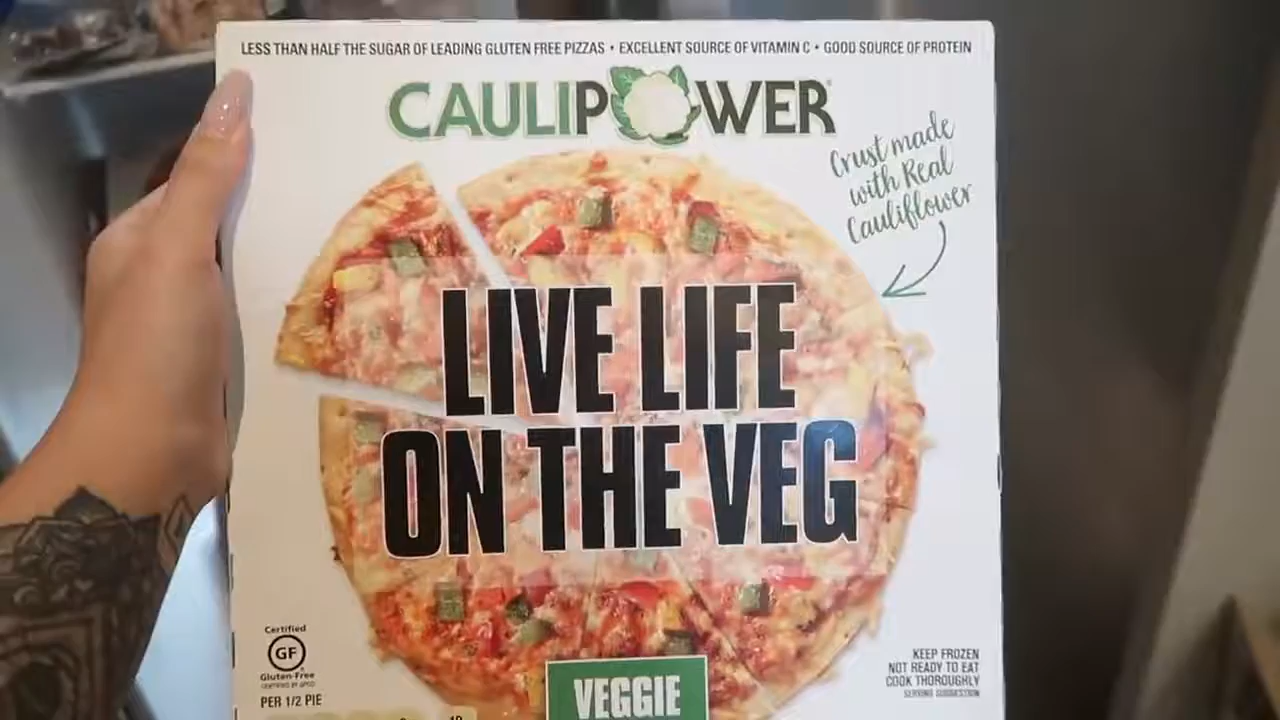 LESS THAN HALF THE SUGAR OF LEADING GLUTEN FREE PIZZAS • EXCELLENT SOURCE OF VITAMIN C • GOOD SOURCE OF PROTEIN
CAULIPOWER
Crust made
with Real
Cauliflower
LIVE LIFE
ON THE VEG
Certified
GF
Gluten-Free
PER 1/2 PIE
VEGGIE
KEEP FROZEN
NOT READY TO EAT
COOK THOROUGHLY
SERVING SUGGESTION